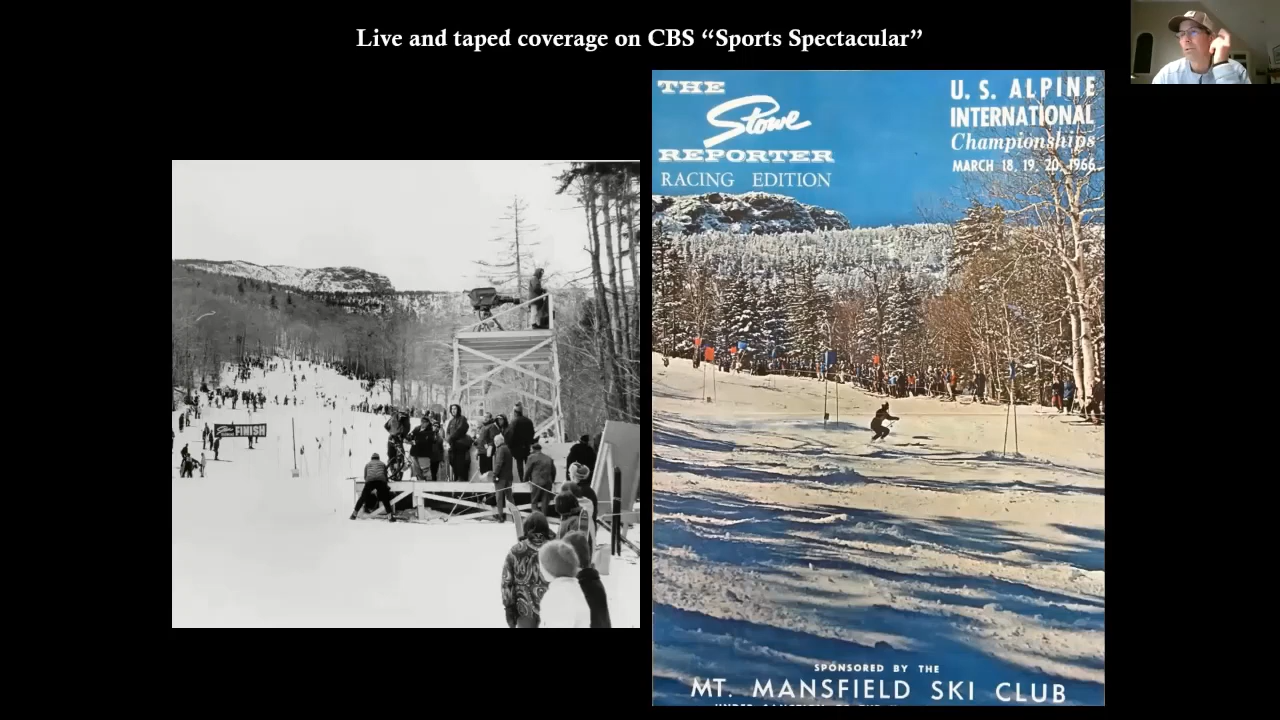 Live and taped coverage on CBS “Sports Spectacular”
FINISH
THE
Stowe
REPORTER
RACING EDITION
U. S. ALPINE
INTERNATIONAL
Championships
MARCH 18, 19, 20, 1966
SPONSORED BY THE
MT. MANSFIELD SKI CLUB